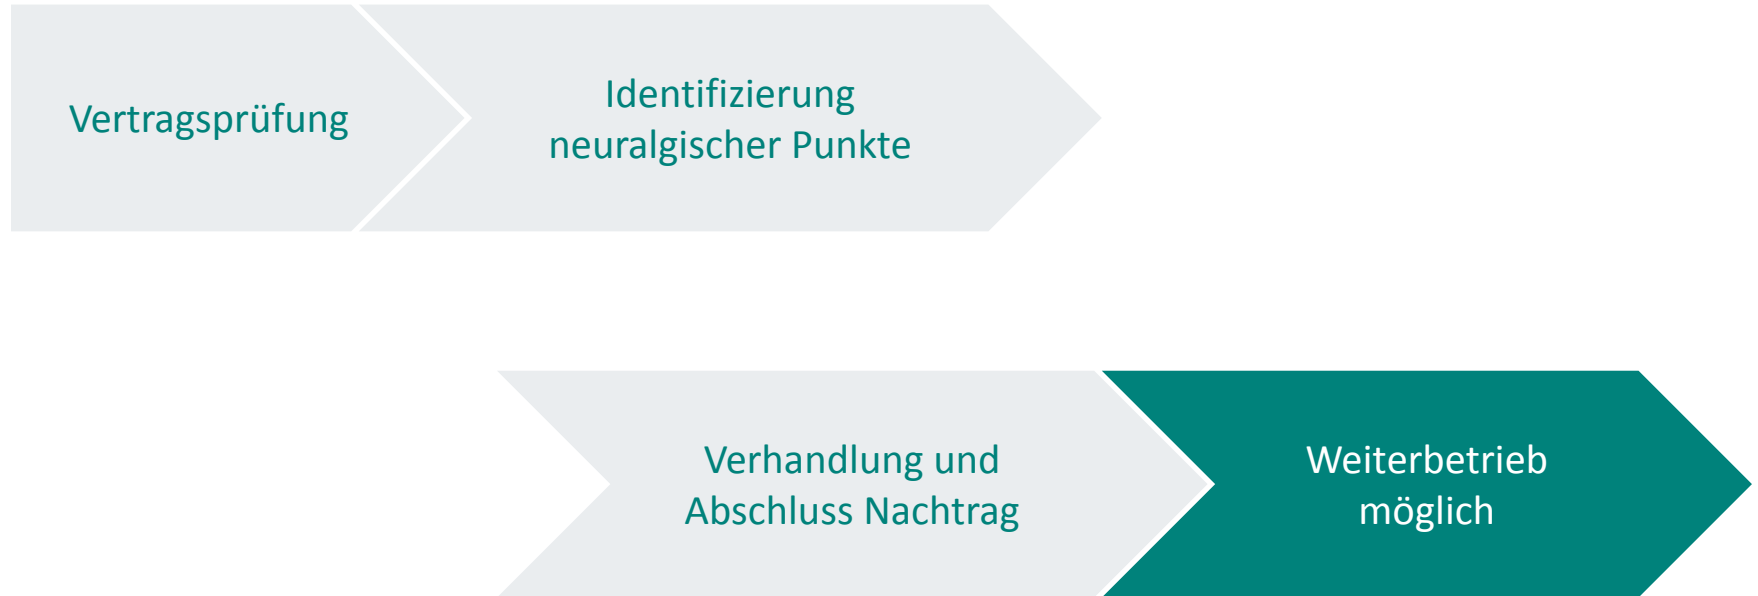 Vertragsprüfung
Identifizierung
neuralgischer Punkte
Verhandlung und
Abschluss Nachtrag
Weiterbetrieb
möglich